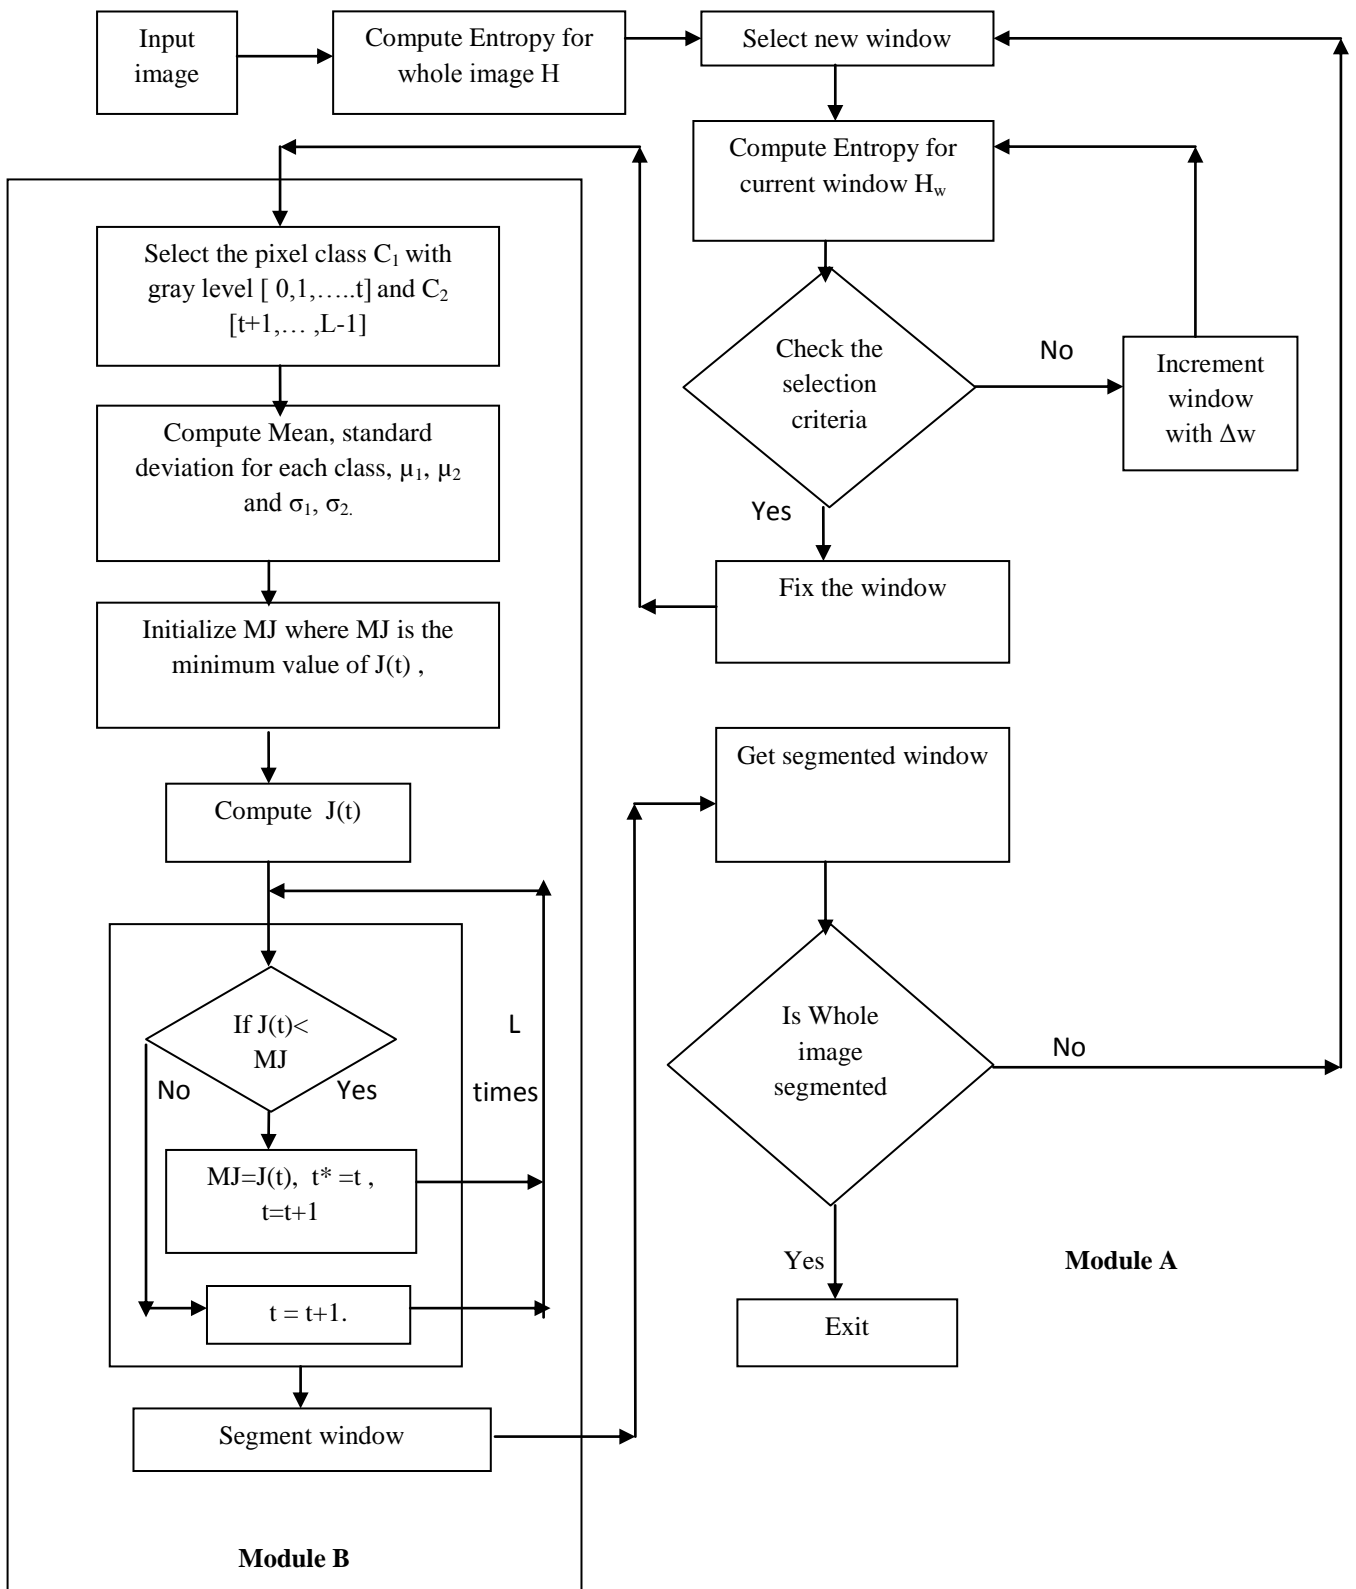 Input
image
Compute Entropy for
whole image H
Select new window
Compute Entropy for
current window Hw
Check the
selection
criteria
No
Increment
window
with Δw
Yes
Fix the window
Select the pixel class C1 with
gray level [ 0,1,…..t] and C2
[t+1,… ,L-1]
Compute Mean, standard
deviation for each class, µ1, µ2
and σ1, σ2.
Initialize MJ where MJ is the
minimum value of J(t) ,
Compute J(t)
If J(t)<
MJ
No
Yes
L
times
MJ=J(t), t* =t ,
t=t+1
t = t+1.
Segment window
Module B
Get segmented window
Is Whole
image
segmented
No
Yes
Exit
Module A